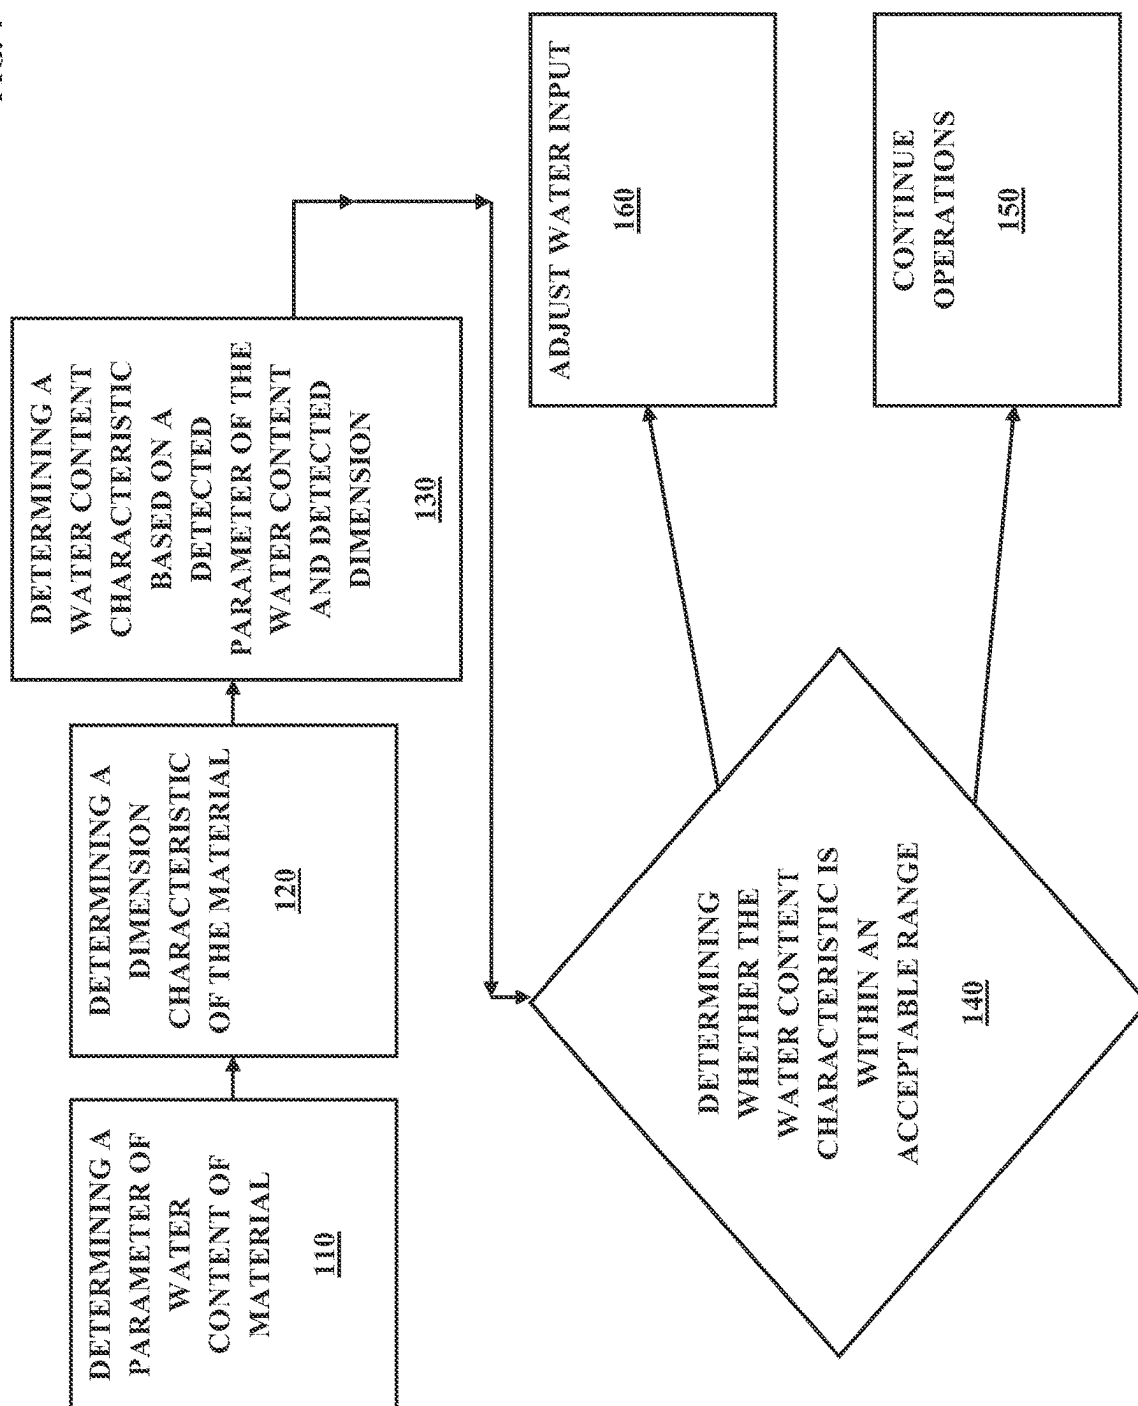 DETERMINING A
PARAMETER OF
WATER
CONTENT OF
MATERIAL
110
DETERMINING A
DIMENSION
CHARACTERISTIC
OF THE MATERIAL
120
DETERMINING A
WATER CONTENT
CHARACTERISTIC
BASED ON A
DETECTED
PARAMETER OF THE
WATER CONTENT
AND DETECTED
DIMENSION
130
DETERMINING
WHETHER THE
WATER CONTENT
CHARACTERISTIC IS
WITHIN AN
ACCEPTABLE RANGE
140
ADJUST WATER INPUT
160
CONTINUE
OPERATIONS
150